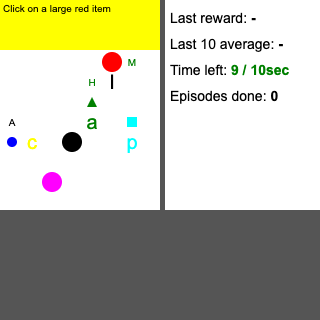 Click on a large red item
M
l
H
a
A
c
p
Last reward: -
Last 10 average: -
Time left: 9 / 10sec
Episodes done: 0